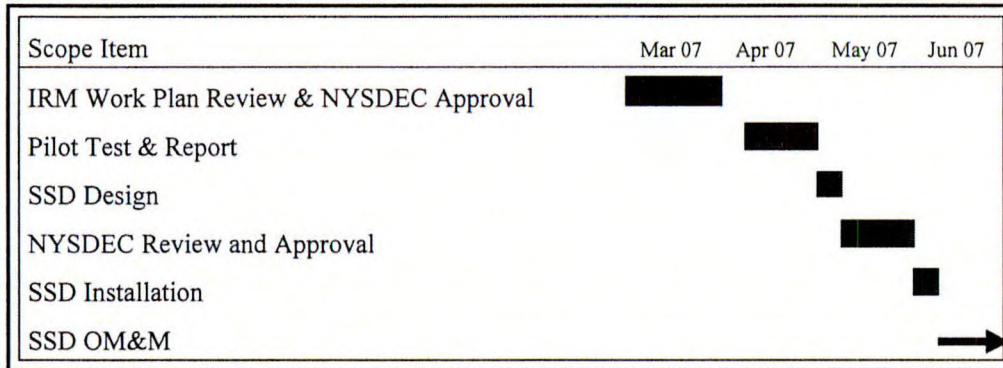 Scope Item Mar 07 Apr 07 May 07 Jun 07
IRM Work Plan Review & NYSDEC Approval
Pilot Test & Report
SSD Design
NYSDEC Review and Approval
SSD Installation
SSD OM&M